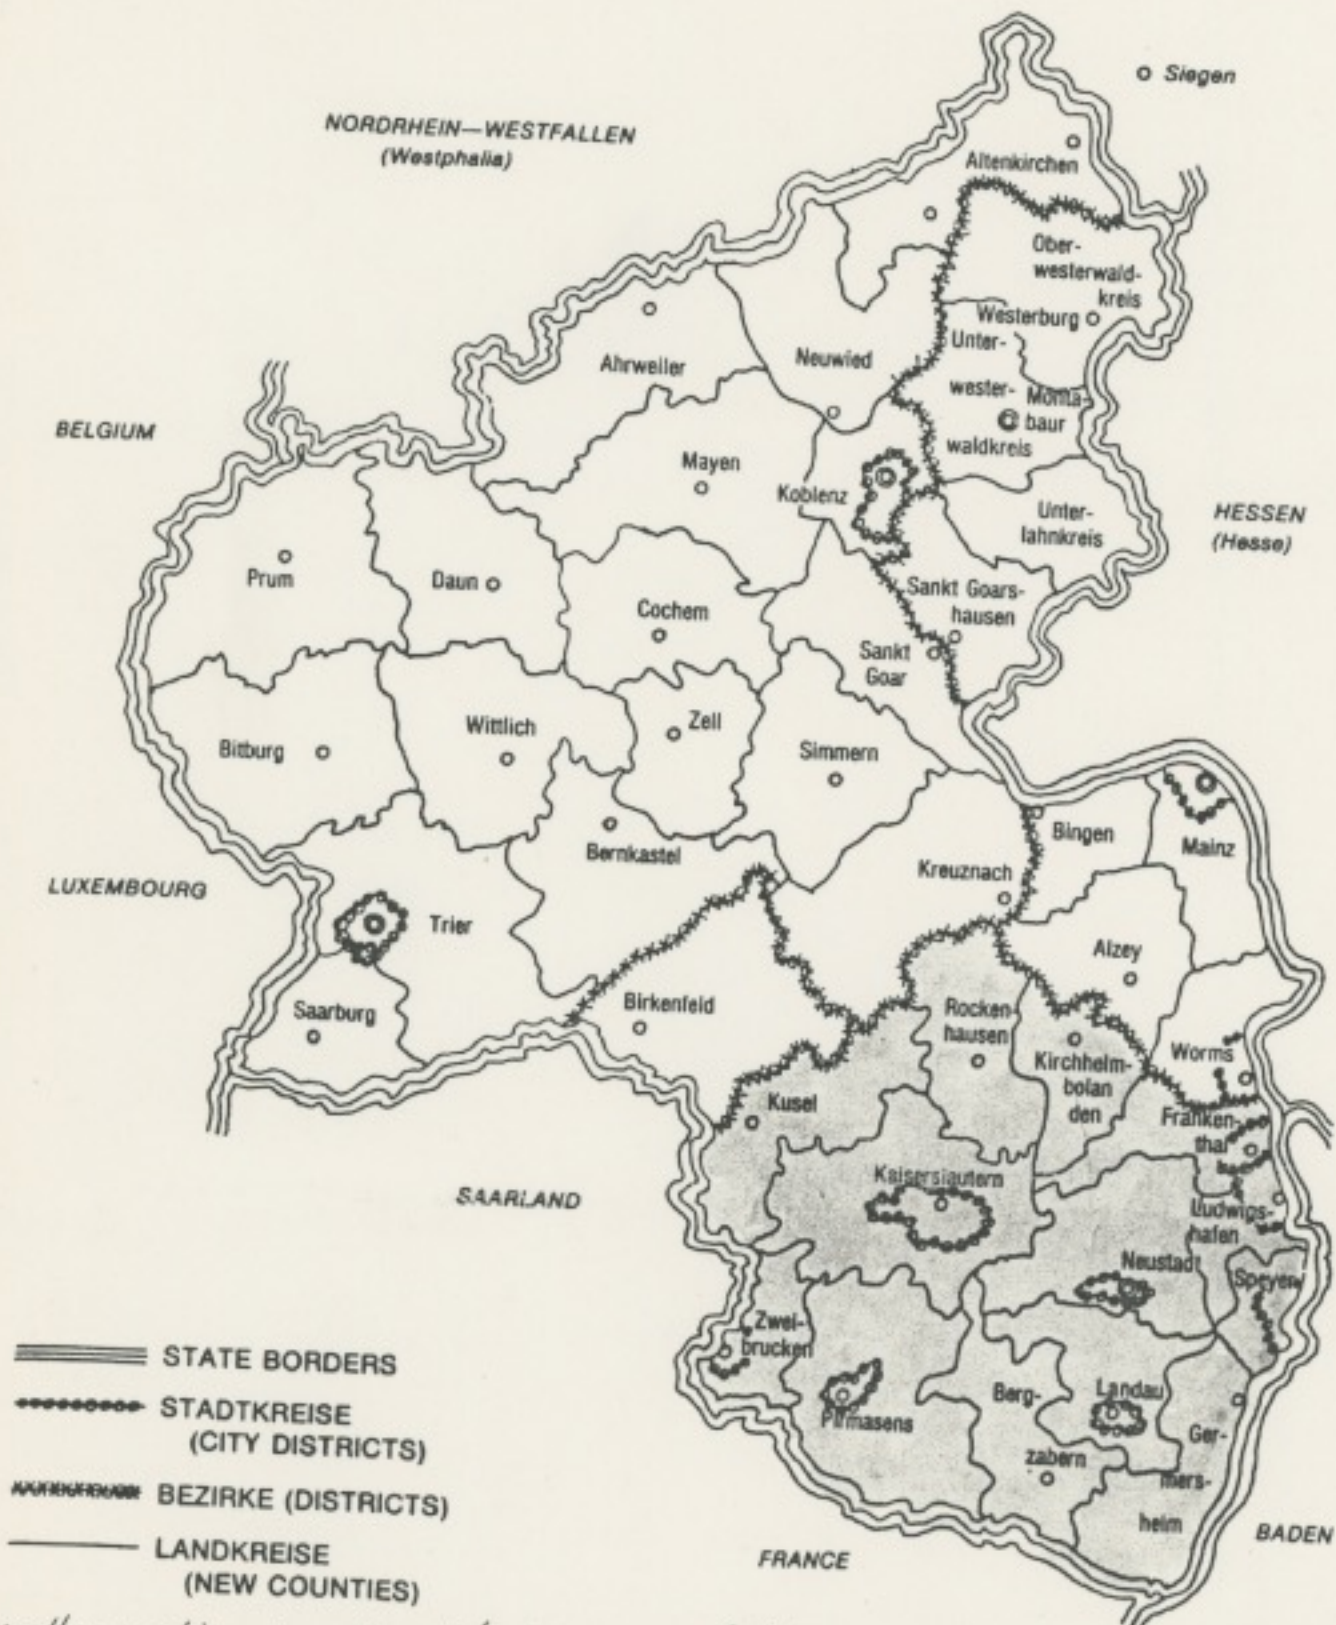 Siegen
NORDRHEIN—WESTFALLEN
(Westphalia)
Altenkirchen
Ober-
westerwald-
kreis
Westerburg
Unter-
wester-
waldkreis
Monta-
baur
Ahrweiler
Neuwied
BELGIUM
Mayen
Koblenz
Unter-
lahnkreis
HESSEN
(Hesse)
Prum
Daun
Cochem
Sankt Goars-
hausen
Sankt
Goar
Bitburg
Wittlich
Zell
Simmern
Bernkastel
Bingen
Mainz
LUXEMBOURG
Trier
Kreuznach
Alzey
Saarburg
Birkenfeld
Rocken-
hausen
Kirchheim-
bolan
den
Worms
Kusel
Franken-
thal
SAARLAND
Kaiserslautern
Ludwigs-
hafen
Neustadt
Speyer
Zwei-
brucken
Pirmasens
Berg-
zabern
Landau
Ger-
mers-
heim
FRANCE
BADEN
STATE BORDERS
STADTKREISE
(CITY DISTRICTS)
BEZIRKE (DISTRICTS)
LANDKREISE
(NEW COUNTIES)